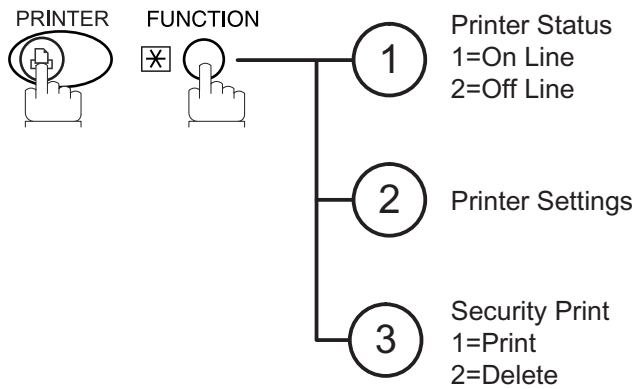 PRINTER FUNCTION
1 Printer Status
1=On Line
2=Off Line
2 Printer Settings
3 Security Print
1=Print
2=Delete